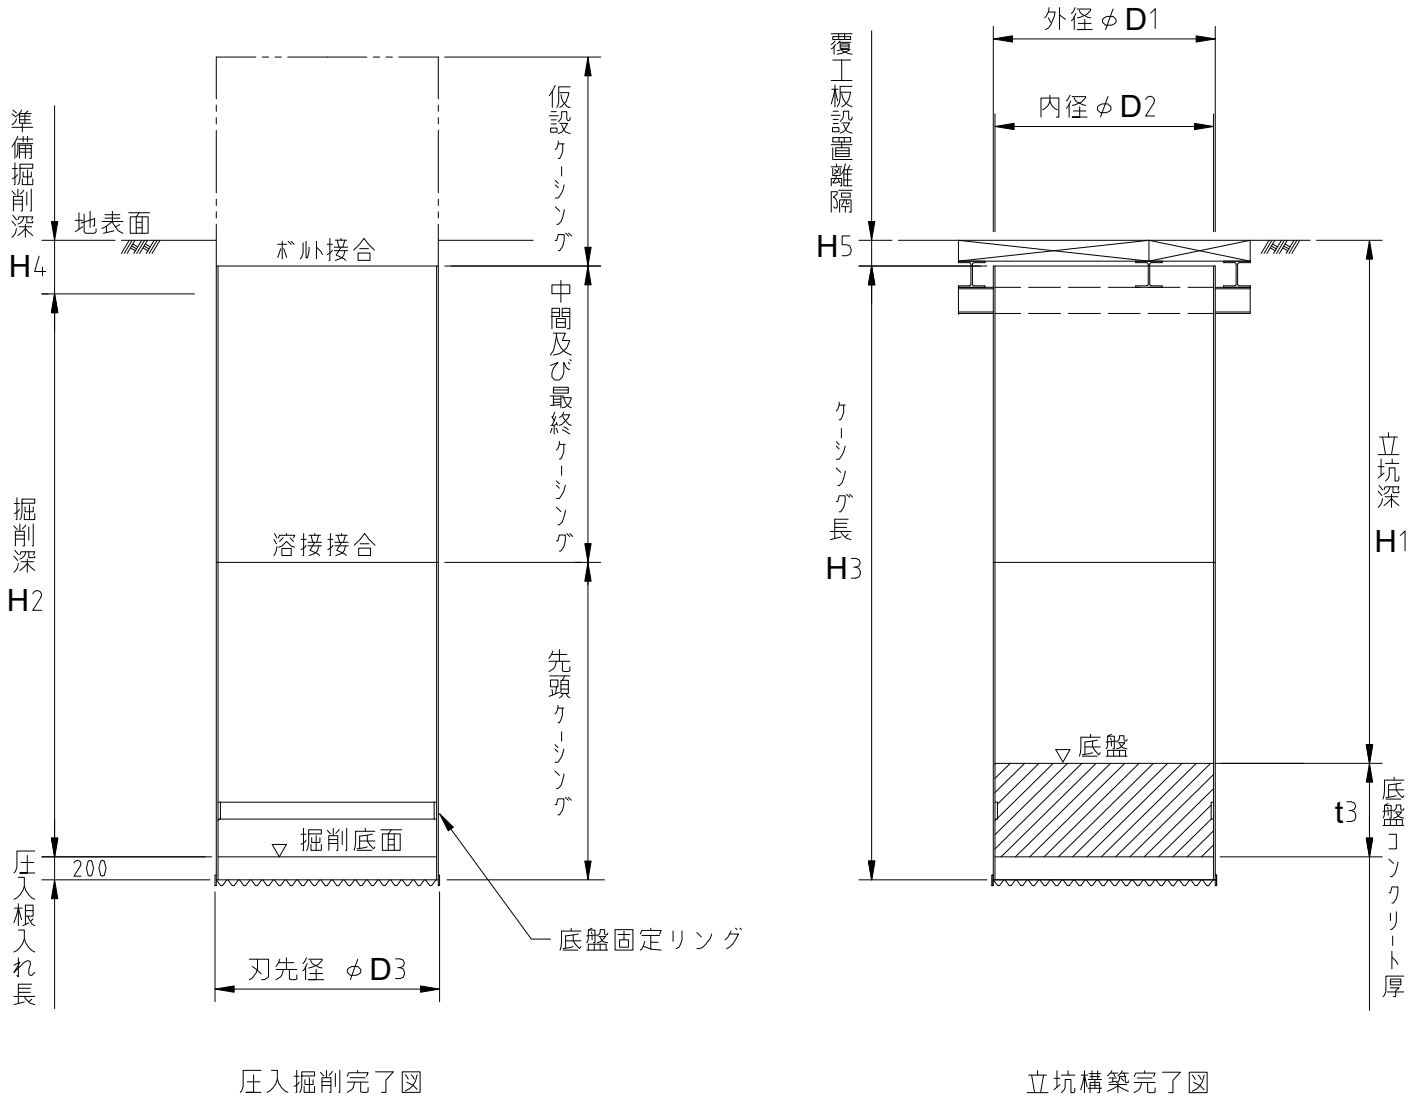 準備掘削深
H4
地表面
ボルト接合
仮設ケーシング
中間及び最終ケーシング
掘削深
H2
溶接接合
先頭ケーシング
掘削底面
200
圧入根入れ長
底盤固定リング
刃先径 φD3
圧入掘削完了図
外径φD1
内径φD2
覆工板設置離隔
H5
ケーシング長
H3
立坑深
H1
底盤
t3
底盤コンクリート厚
立坑構築完了図